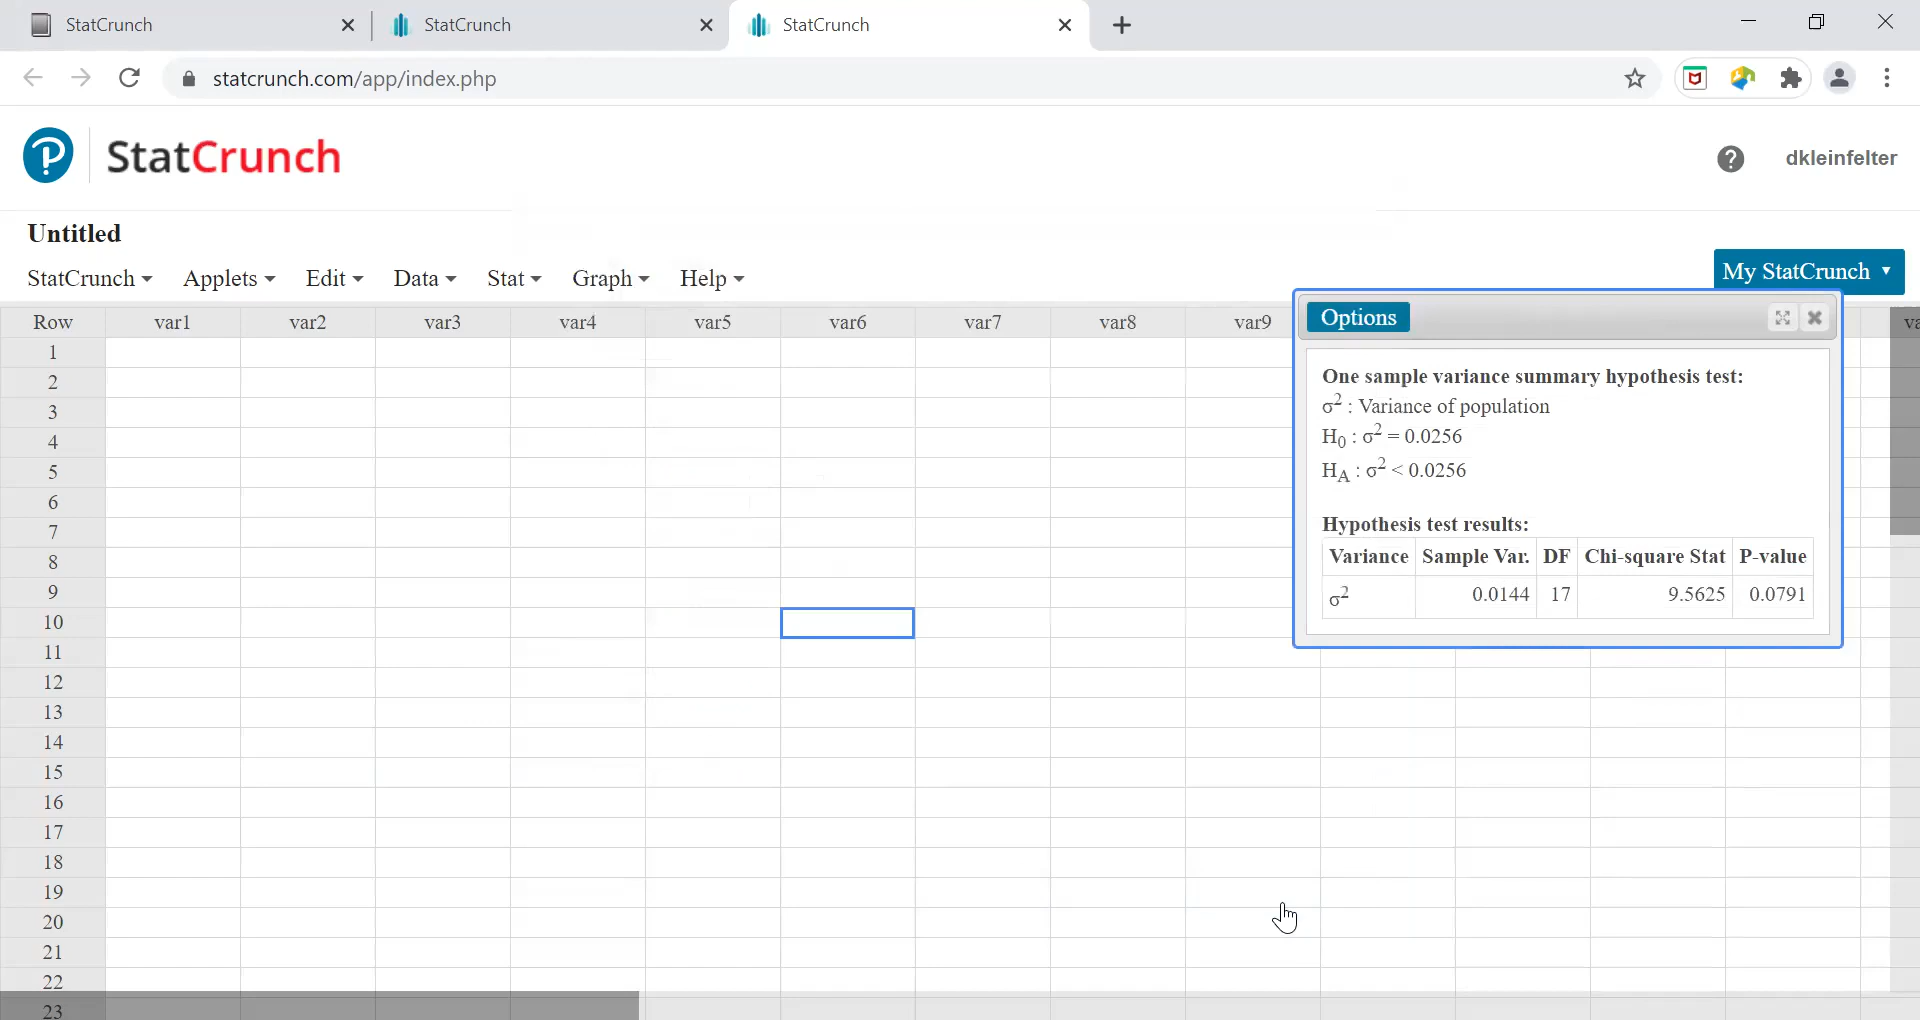 StatCrunch StatCrunch StatCrunch
statcrunch.com/app/index.php
StatCrunch dkleinfelter
Untitled
StatCrunch Applets Edit Data Stat Graph Help My StatCrunch
Row var1 var2 var3 var4 var5 var6 var7 var8 var9
Options
One sample variance summary hypothesis test:
σ² : Variance of population
H₀ : σ² = 0.0256
H_A : σ² < 0.0256
Hypothesis test results:
Variance Sample Var. DF Chi-square Stat P-value
σ² 0.0144 17 9.5625 0.0791
1
2
3
4
5
6
7
8
9
10
11
12
13
14
15
16
17
18
19
20
21
22
23